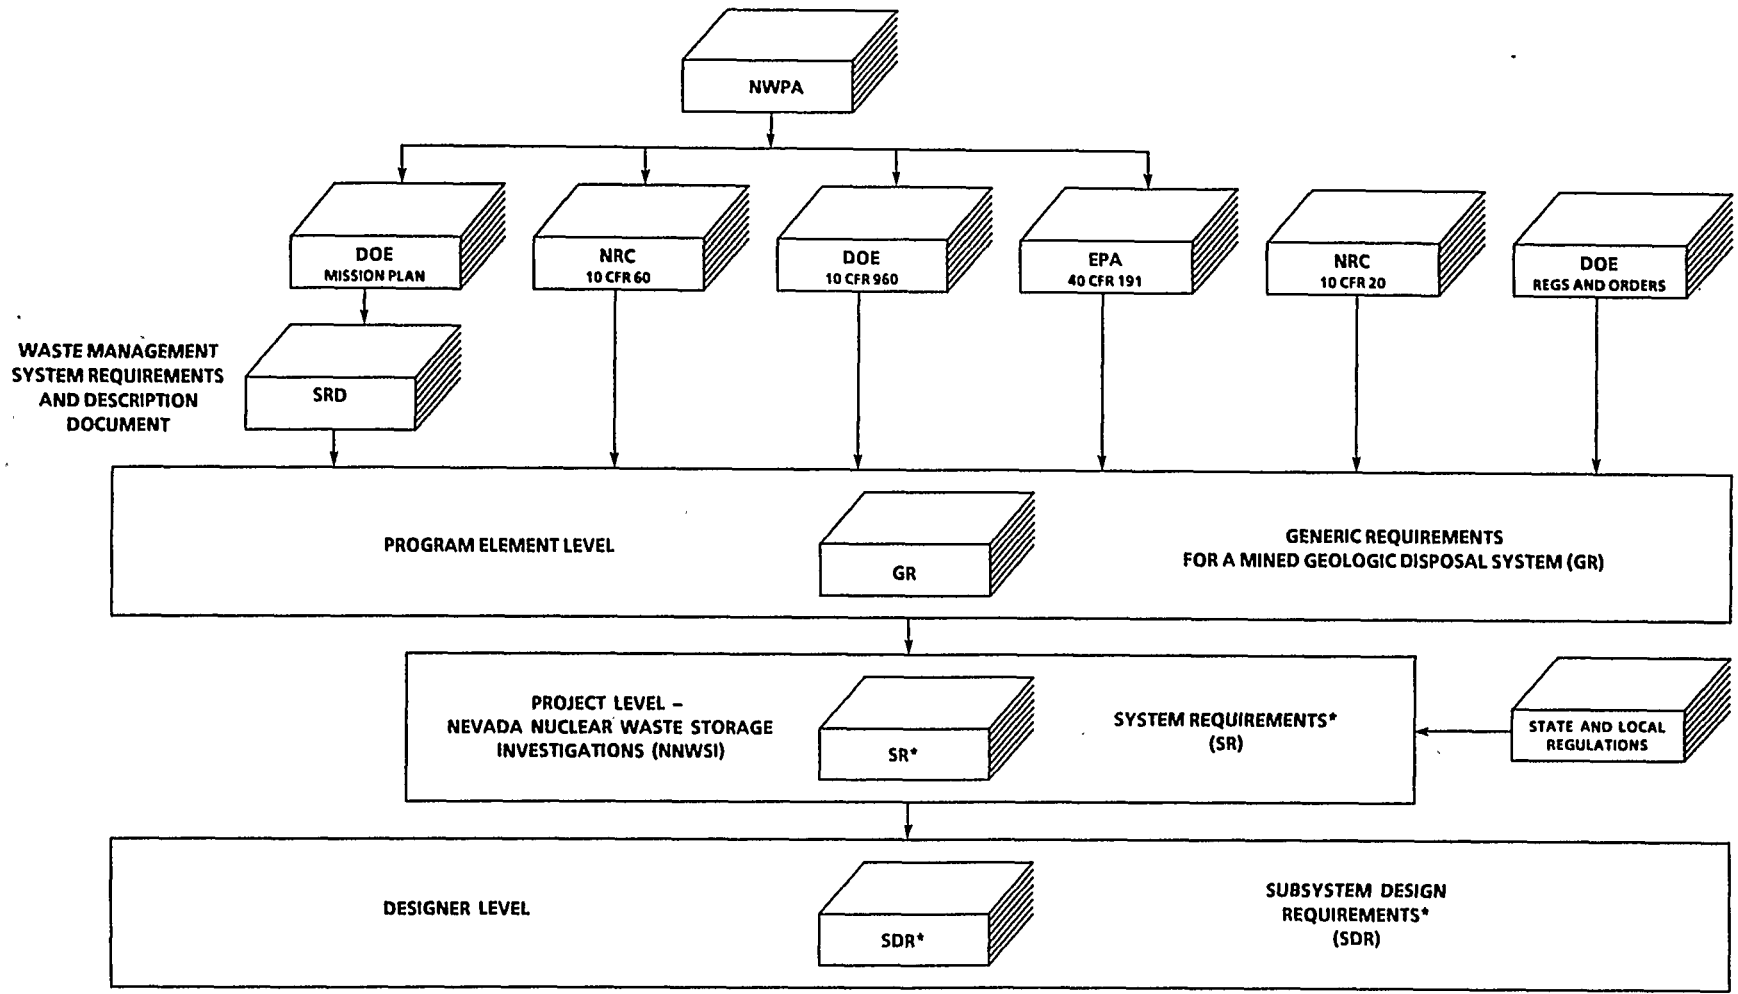 NWPA
DOE
MISSION PLAN
NRC
10 CFR 60
DOE
10 CFR 960
EPA
40 CFR 191
NRC
10 CFR 20
DOE
REGS AND ORDERS
WASTE MANAGEMENT
SYSTEM REQUIREMENTS
AND DESCRIPTION
DOCUMENT
SRD
PROGRAM ELEMENT LEVEL
GR
GENERIC REQUIREMENTS
FOR A MINED GEOLOGIC DISPOSAL SYSTEM (GR)
PROJECT LEVEL –
NEVADA NUCLEAR WASTE STORAGE
INVESTIGATIONS (NNWSI)
SR*
SYSTEM REQUIREMENTS*
(SR)
STATE AND LOCAL
REGULATIONS
DESIGNER LEVEL
SDR*
SUBSYSTEM DESIGN
REQUIREMENTS*
(SDR)